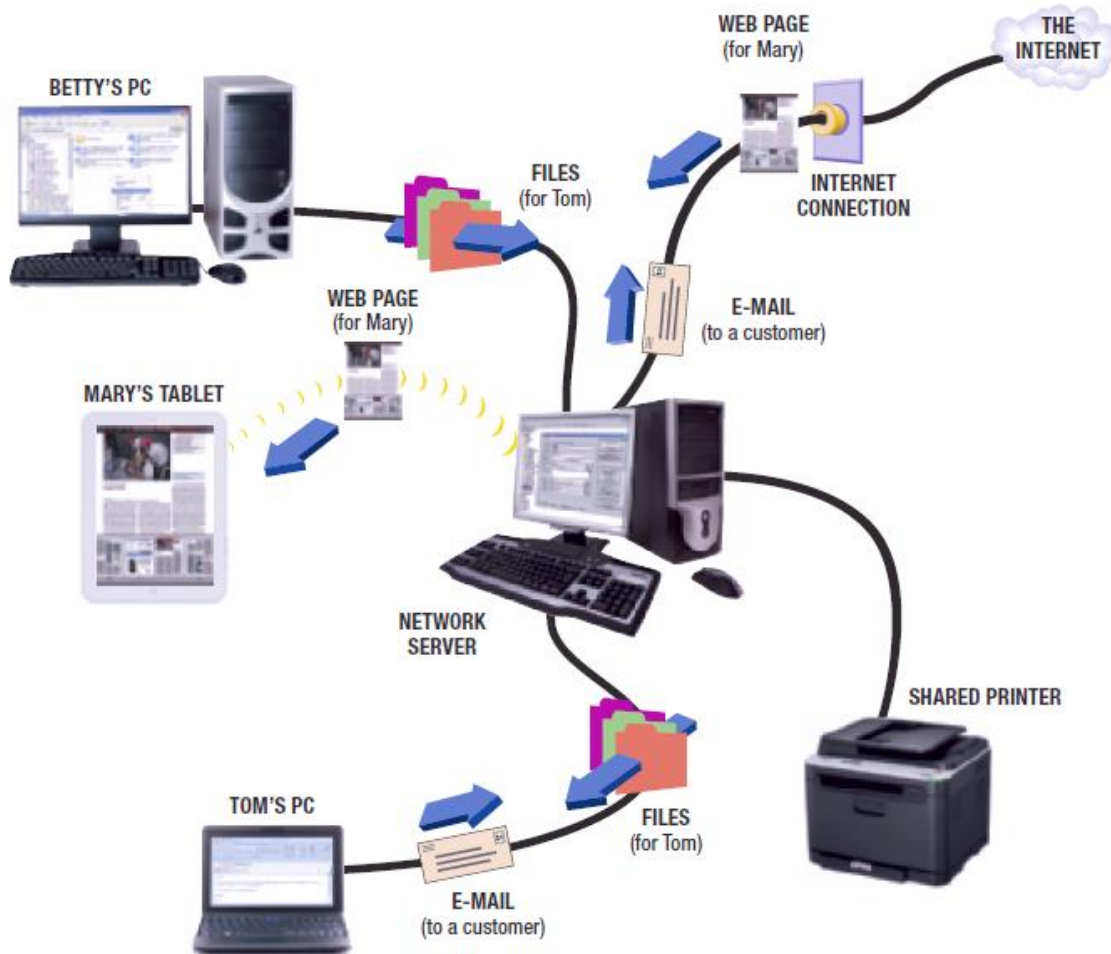 WEB PAGE
(for Mary)
THE
INTERNET
BETTY'S PC
FILES
(for Tom)
INTERNET
CONNECTION
WEB PAGE
(for Mary)
E-MAIL
(to a customer)
MARY'S TABLET
NETWORK
SERVER
SHARED PRINTER
TOM'S PC
FILES
(for Tom)
E-MAIL
(to a customer)